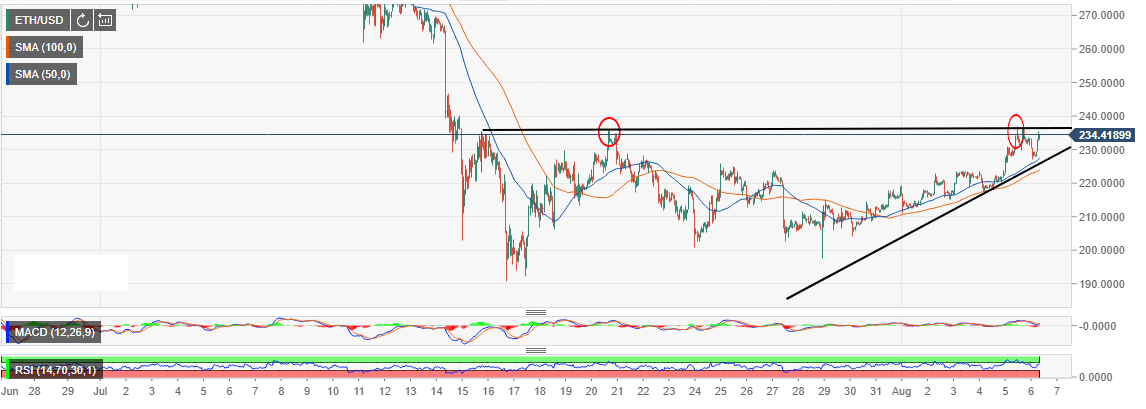 ETH/USD
SMA (100,0)
SMA (50,0)
270.0000
260.0000
250.0000
240.0000
234.41899
230.0000
220.0000
210.0000
200.0000
190.0000
MACD (12,26,9)
-0.0000
RSI (14,70,30,1)
0.0000
Jun 28 29 Jul 2 3 4 5 6 7 8 9 10 11 12 13 14 15 16 17 18 19 20 21 22 23 24 25 26 27 28 29 30 31 Aug 2 3 4 5 6 7